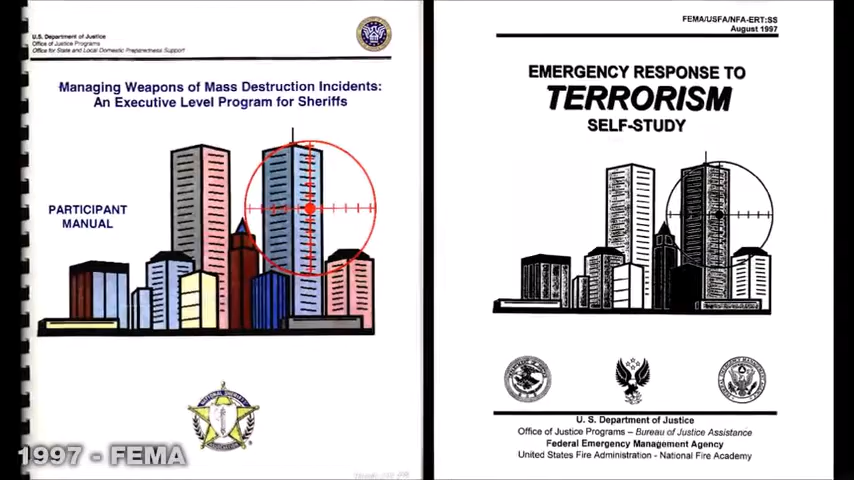 U.S. Department of Justice
Office of Justice Programs
Office for State and Local Domestic Preparedness Support
Managing Weapons of Mass Destruction Incidents:
An Executive Level Program for Sheriffs
PARTICIPANT
MANUAL
1997 - FEMA
FEMA/USFA/NFA-ERT:SS
August 1997
EMERGENCY RESPONSE TO
TERRORISM
SELF-STUDY
U. S. Department of Justice
Office of Justice Programs – Bureau of Justice Assistance
Federal Emergency Management Agency
United States Fire Administration - National Fire Academy